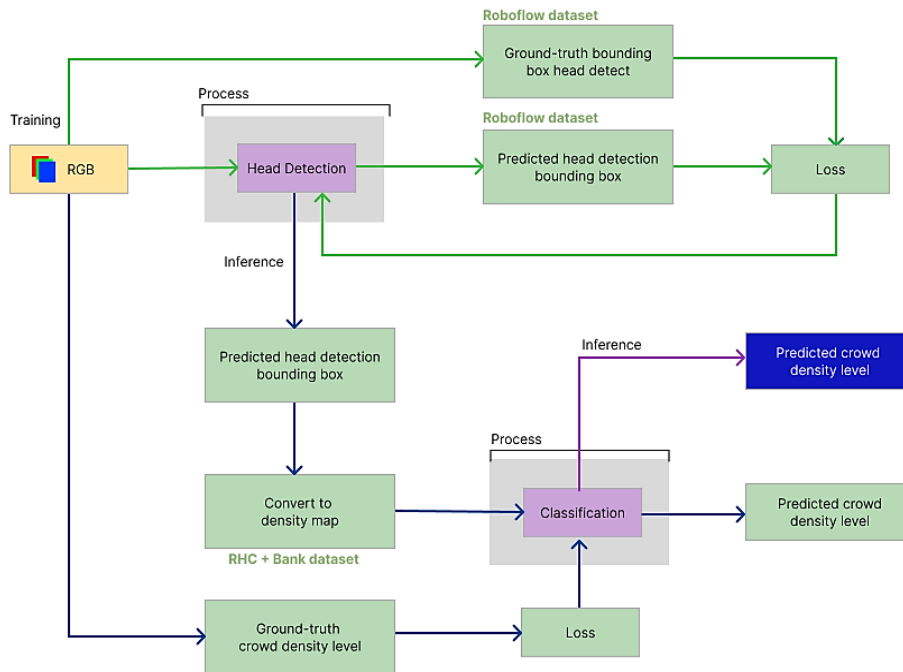 Roboflow dataset
Ground-truth bounding
box head detect
Process
Training
Roboflow dataset
RGB
Head Detection
Predicted head detection
bounding box
Loss
Inference
Predicted head detection
bounding box
Inference
Predicted crowd
density level
Process
Convert to
density map
Classification
Predicted crowd
density level
RHC + Bank dataset
Ground-truth
crowd density level
Loss